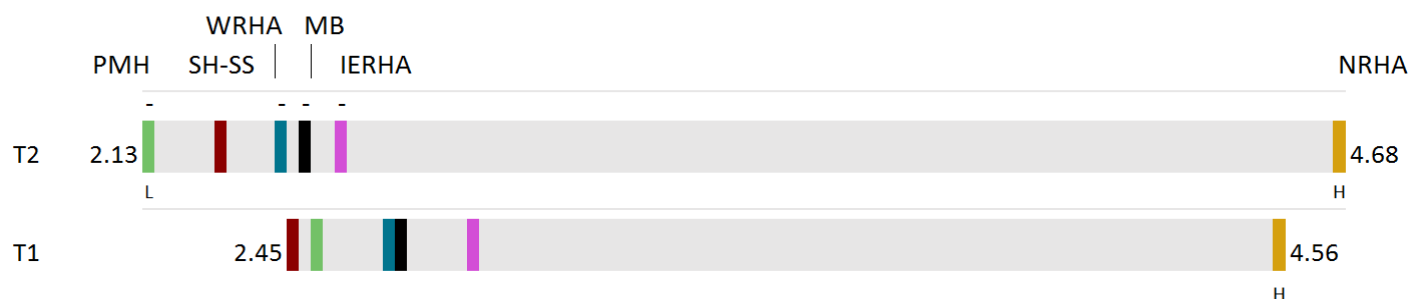 WRHA MB
PMH SH-SS IERHA NRHA
- - - -
T2 2.13 4.68
L H
T1 2.45 4.56
H